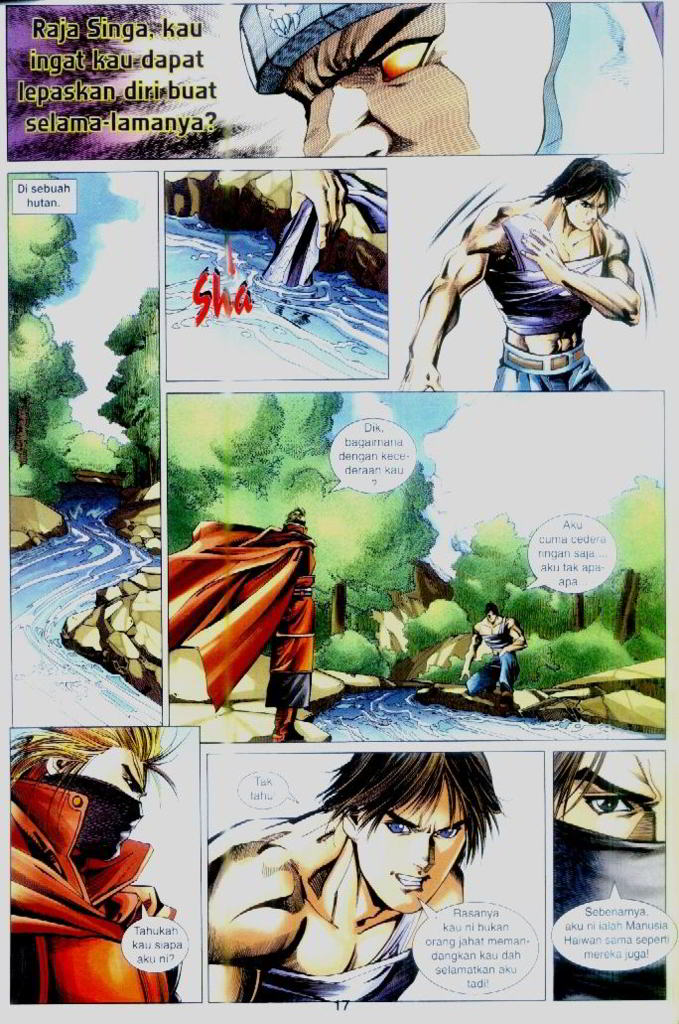 Raja Singa, kau
ingat kau dapat
lepaskan diri buat
selama-lamanya?
Di sebuah
hutan.
Sha
Dik,
bagaimana
dengan kece-
deraan kau
?
Aku
cuma cedera
ringan saja...
aku tak apa-
apa.
Tahukah
kau siapa
aku ni?
Tak
tahu
Rasanya
kau ni bukan
orang jahat meman-
dangkan kau dah
selamatkan aku
tadi!
Sebenarnya,
aku ni ialah Manusia
Haiwan sama seperti
mereka juga!
17